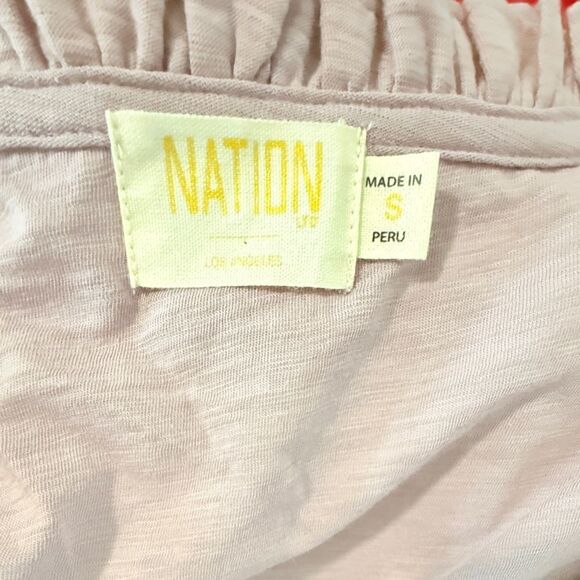 NATION
LTD
LOS ANGELES
MADE IN
S
PERU